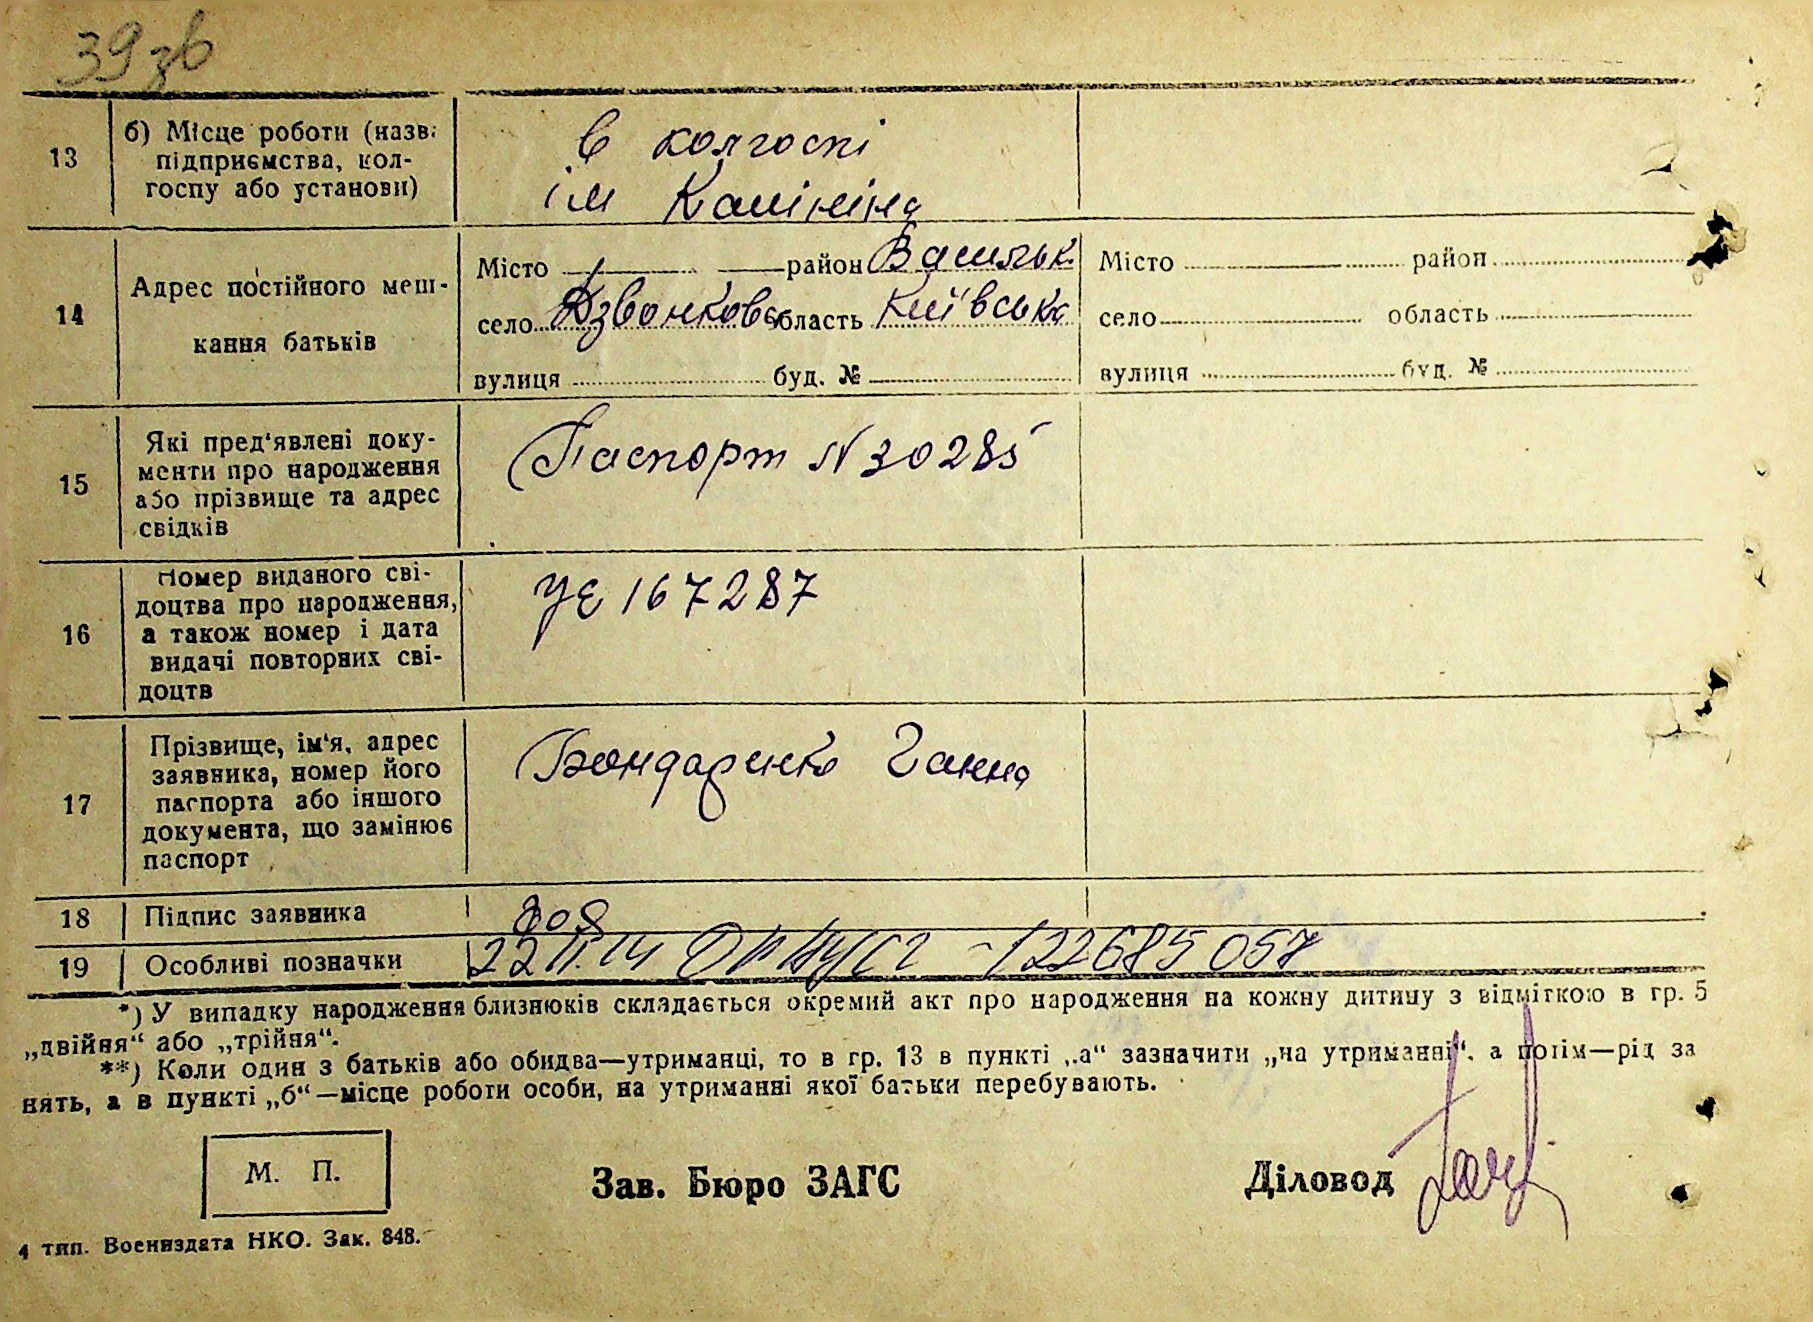 39 зв
13
б) Місце роботи (назва підприємства, колгоспу або установи)
в колгоспі
ім Калініна
14
Адрес постійного мешкання батьків
Місто район Васильк.
село Дзвонкове область Київська
вулиця буд. №
Місто район
село область
вулиця буд. №
15
Які пред'явлені документи про народження або прізвище та адрес свідків
Паспорт N 30285
16
Номер виданого свідоцтва про народження, а також номер і дата видачі повторних свідоцтв
УЕ 167287
17
Прізвище, ім'я, адрес заявника, номер його паспорта або іншого документа, що замінює паспорт
Бондаренко Ганна
18 Підпис заявника
19 Особливі позначки
22 11.14 122685057
*) У випадку народження близнюків складається окремий акт про народження на кожну дитину з відміткою в гр. 5
„двійня“ або „трійня“.
**) Коли один з батьків або обидва—утриманці, то в гр. 13 в пункті „а“ зазначити „на утриманні“, а потім—рід за
нять, а в пункті „б“—місце роботи особи, на утриманні якої батьки перебувають.
М. П.
Зав. Бюро ЗАГС
Діловод
4 тип. Воениздата НКО. Зак. 848.